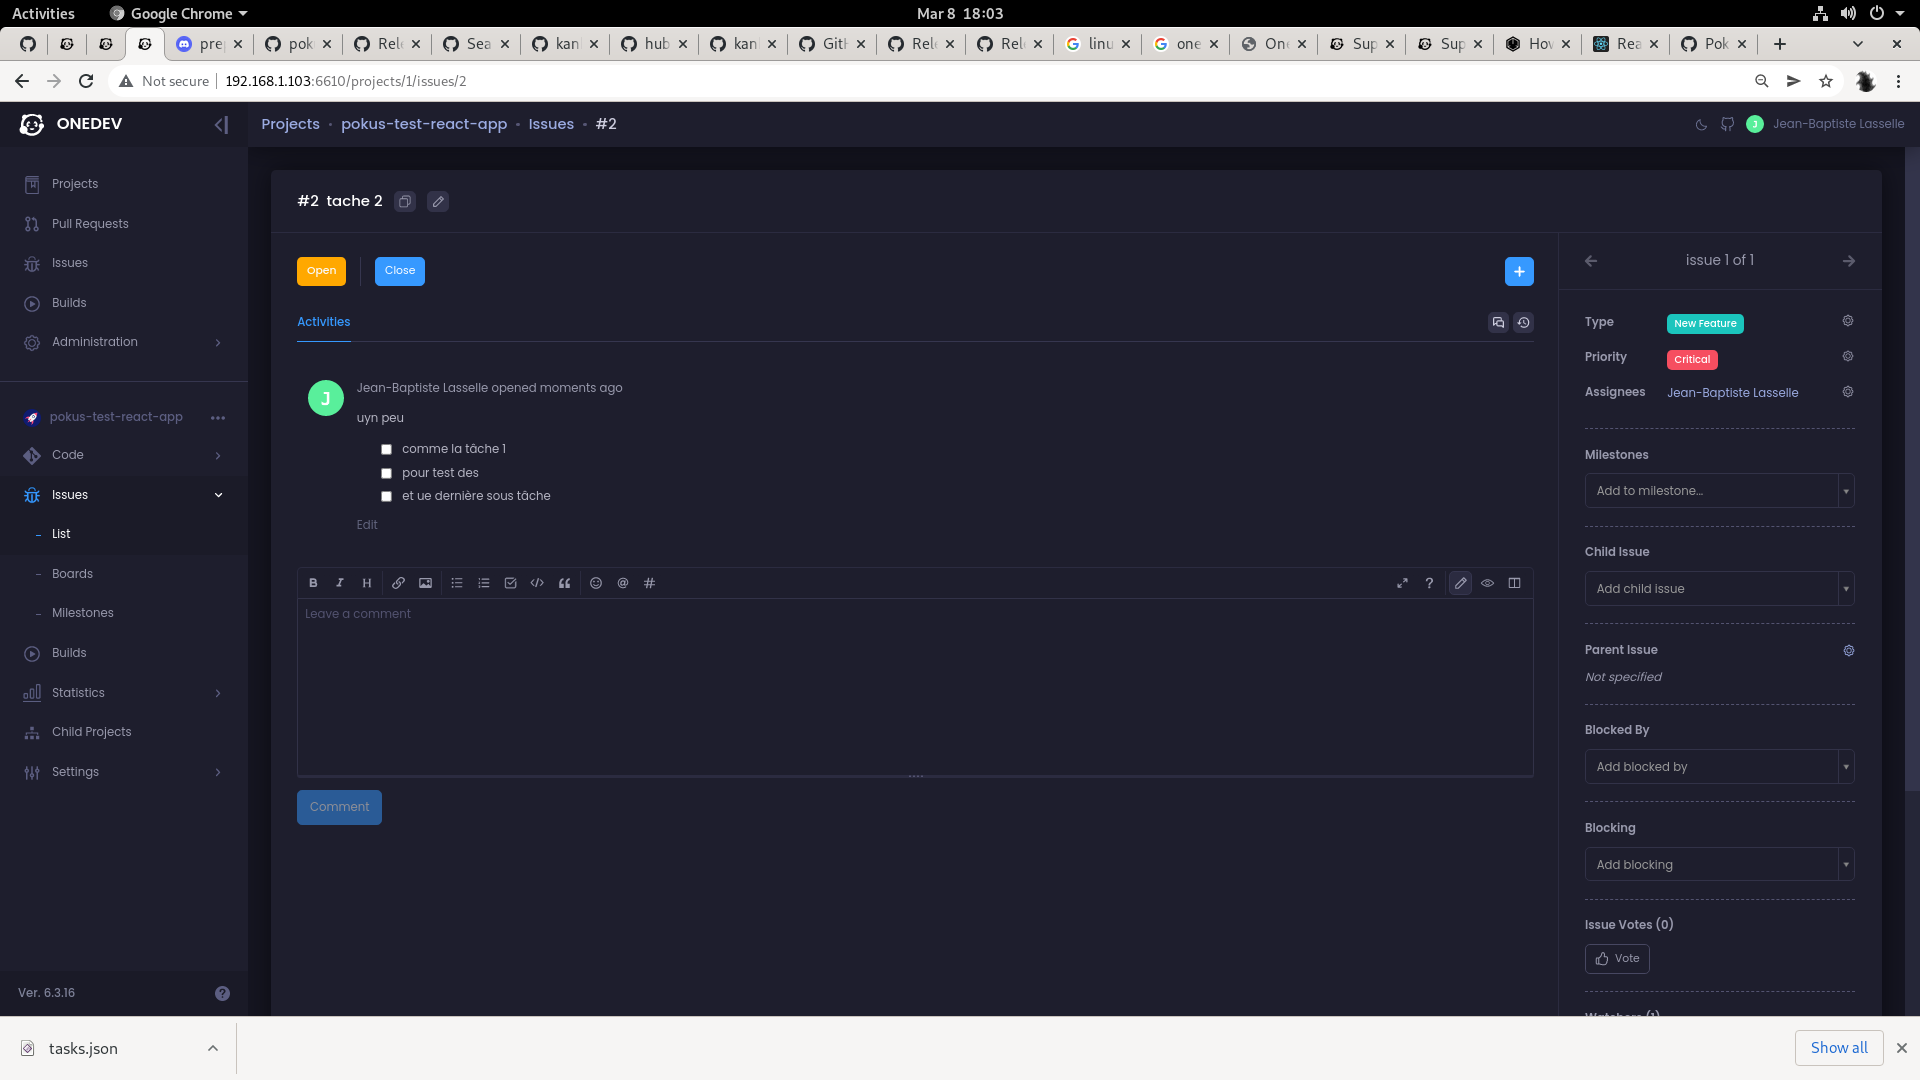 Activities
Google Chrome
Mar 8 18:03
pre
pok
Rel
Sea
kan
hub
kan
Git
Rel
Rel
linu
one
On
Sup
Sup
Ho
Rea
Pok
Not secure
192.168.1.103:6610/projects/1/issues/2
ONEDEV
Projects
pokus-test-react-app
Issues
#2
J
Jean-Baptiste Lasselle
Projects
Pull Requests
Issues
Builds
Administration
pokus-test-react-app
Code
Issues
List
Boards
Milestones
Builds
Statistics
Child Projects
Settings
Ver. 6.3.16
#2 tache 2
Open
Close
Activities
J
Jean-Baptiste Lasselle opened moments ago
uyn peu
comme la tâche 1
pour test des
et ue dernière sous tâche
Edit
Leave a comment
Comment
issue 1 of 1
Type
New Feature
Priority
Critical
Assignees
Jean-Baptiste Lasselle
Milestones
Add to milestone...
Child Issue
Add child issue
Parent Issue
Not specified
Blocked By
Add blocked by
Blocking
Add blocking
Issue Votes (0)
Vote
tasks.json
Show all